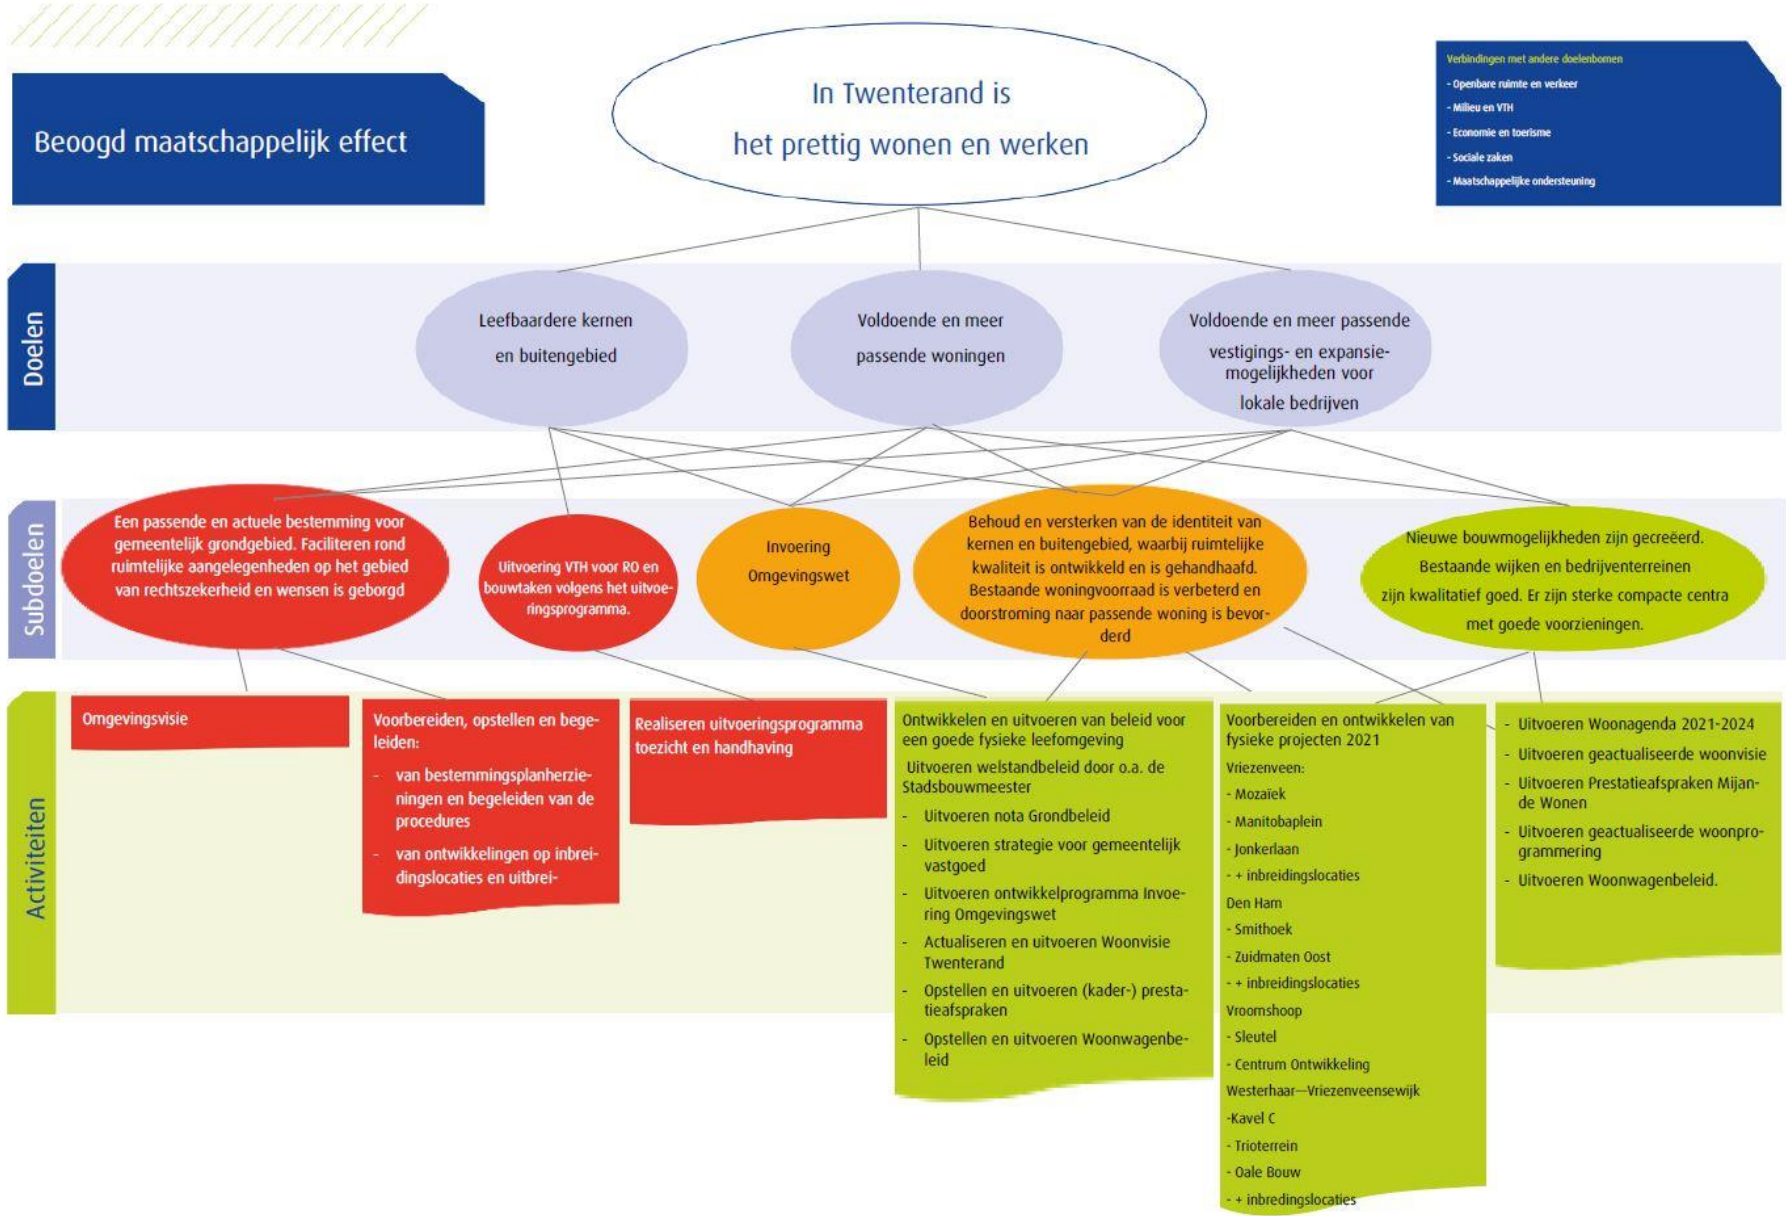 Beoogd maatschappelijk effect
In Twenterand is
het prettig wonen en werken
Verbindingen met andere doelenbomen
- Openbare ruimte en verkeer
- Milieu en VTH
- Economie en toerisme
- Sociale zaken
- Maatschappelijke ondersteuning
Doelen
Leefbaardere kernen
en buitengebied
Voldoende en meer
passende woningen
Voldoende en meer passende
vestigings- en expansie-
mogelijkheden voor
lokale bedrijven
Subdoelen
Een passende en actuele bestemming voor
gemeentelijk grondgebied. Faciliteren rond
ruimtelijke aangelegenheden op het gebied
van rechtszekerheid en wensen is geborgd
Uitvoering VTH voor RO en
bouwtaken volgens het uitvoe-
ringsprogramma.
Invoering
Omgevingswet
Behoud en versterken van de identiteit van
kernen en buitengebied, waarbij ruimtelijke
kwaliteit is ontwikkeld en is gehandhaafd.
Bestaande woningvoorraad is verbeterd en
doorstroming naar passende woning is bevor-
derd
Nieuwe bouwmogelijkheden zijn gecreëerd.
Bestaande wijken en bedrijventerreinen
zijn kwalitatief goed. Er zijn sterke compacte centra
met goede voorzieningen.
Activiteiten
Omgevingsvisie
Voorbereiden, opstellen en bege-
leiden:
- van bestemmingsplanherzie-
ningen en begeleiden van de
procedures
- van ontwikkelingen op inbrei-
dingslocaties en uitbrei-
Realiseren uitvoeringsprogramma
toezicht en handhaving
Ontwikkelen en uitvoeren van beleid voor
een goede fysieke leefomgeving
Uitvoeren welstandbeleid door o.a. de
Stadsbouwmeester
- Uitvoeren nota Grondbeleid
- Uitvoeren strategie voor gemeentelijk
vastgoed
- Uitvoeren ontwikkelprogramma Invoe-
ring Omgevingswet
- Actualiseren en uitvoeren Woonvisie
Twenterand
- Opstellen en uitvoeren (kader-) presta-
tieafspraken
- Opstellen en uitvoeren Woonwagenbe-
leid
Voorbereiden en ontwikkelen van
fysieke projecten 2021
Vriezenveen:
- Mozaïek
- Manitobaplein
- Jonkerlaan
- + inbreidingslocaties
Den Ham
- Smithoek
- Zuidmaten Oost
- + inbreidingslocaties
Vroomshoop
- Sleutel
- Centrum Ontwikkeling
Westerhaar—Vriezenveensewijk
-Kavel C
- Trioterrein
- Oale Bouw
- + inbredingslocaties
- Uitvoeren Woonagenda 2021-2024
- Uitvoeren geactualiseerde woonvisie
- Uitvoeren Prestatieafspraken Mijan-
de Wonen
- Uitvoeren geactualiseerde woonpro-
grammering
- Uitvoeren Woonwagenbeleid.